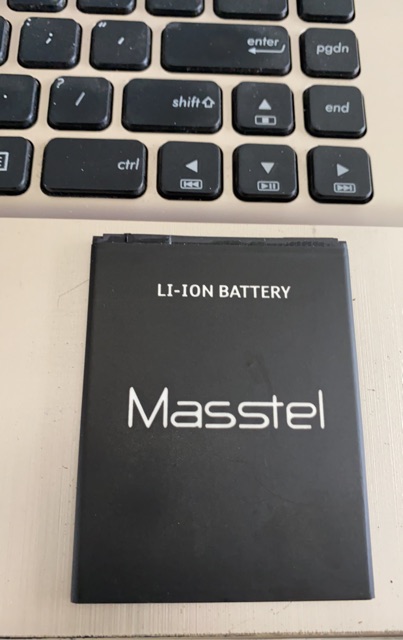 ; :
" '
enter
pgdn
? /
shift
end
ctrl
LI-ION BATTERY
Masstel